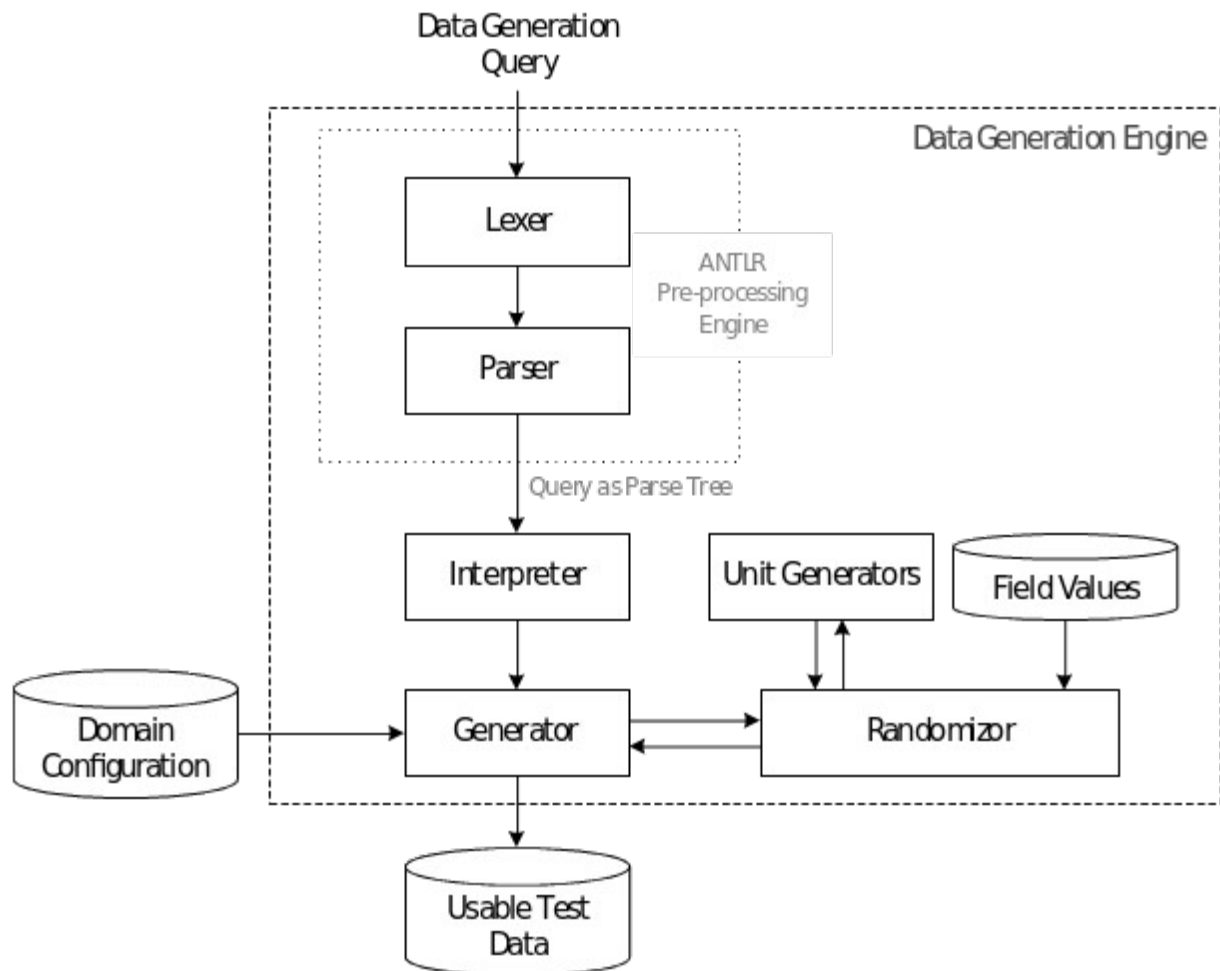 Data Generation
Query
Data Generation Engine
Lexer
ANTLR
Pre-processing
Engine
Parser
Query as Parse Tree
Interpreter
Unit Generators
Field Values
Domain
Configuration
Generator
Randomizor
Usable Test
Data